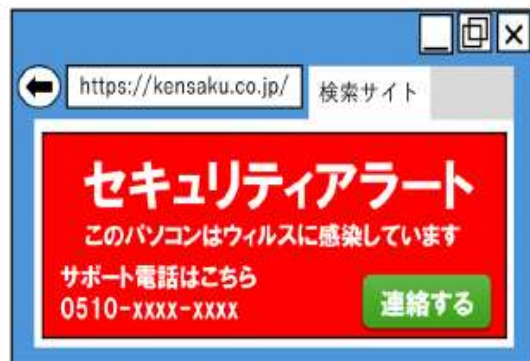 https://kensaku.co.jp/
検索サイト
セキュリティアラート
このパソコンはウィルスに感染しています
サポート電話はこちら
0510-xxxx-xxxx
連絡する